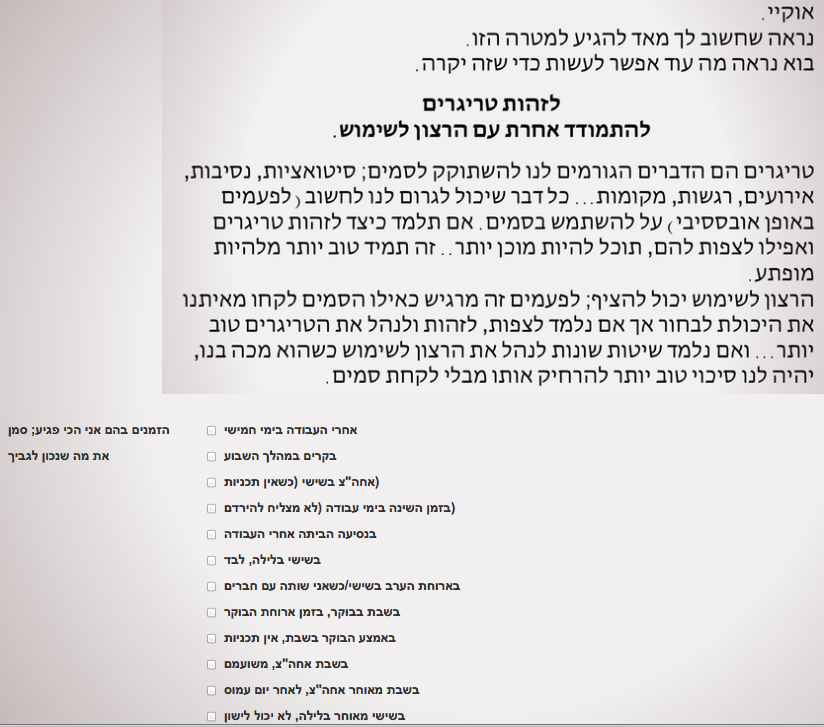 אוקיי.
נראה שחשוב לך מאד להגיע למטרה הזו.
בוא נראה מה עוד אפשר לעשות כדי שזה יקרה.
לזהות טריגרים
להתמודד אחרת עם הרצון לשימוש.
טריגרים הם הדברים הגורמים לנו להשתוקק לסמים; סיטואציות, נסיבות,
אירועים, רגשות, מקומות... כל דבר שיכול לגרום לנו לחשוב (לפעמים
באופן אובססיבי) על להשתמש בסמים. אם תלמד כיצד לזהות טריגרים
ואפילו לצפות להם, תוכל להיות מוכן יותר.. זה תמיד טוב יותר מלהיות
מופתע.
הרצון לשימוש יכול להציף; לפעמים זה מרגיש כאילו הסמים לקחו מאיתנו
את היכולת לבחור אך אם נלמד לצפות, לזהות ולנהל את הטריגרים טוב
יותר... ואם נלמד שיטות שונות לנהל את הרצון לשימוש כשהוא מכה בנו,
יהיה לנו סיכוי טוב יותר להרחיק אותו מבלי לקחת סמים.
הזמנים בהם אני הכי פגיע; סמן
את מה שנכון לגביך
אחרי העבודה בימי חמישי
בקרים במהלך השבוע
אחה"צ בשישי (כשאין תכניות)
בזמן השינה בימי עבודה (לא מצליח להירדם)
בנסיעה הביתה אחרי העבודה
בשישי בלילה, לבד
בארוחת הערב בשישי/כשאני שותה עם חברים
בשבת בבוקר, בזמן ארוחת הבוקר
באמצע הבוקר בשבת, אין תכניות
בשבת אחה"צ, משועמם
בשבת מאוחר אחה"צ, לאחר יום עמוס
בשישי מאוחר בלילה, לא יכול לישון